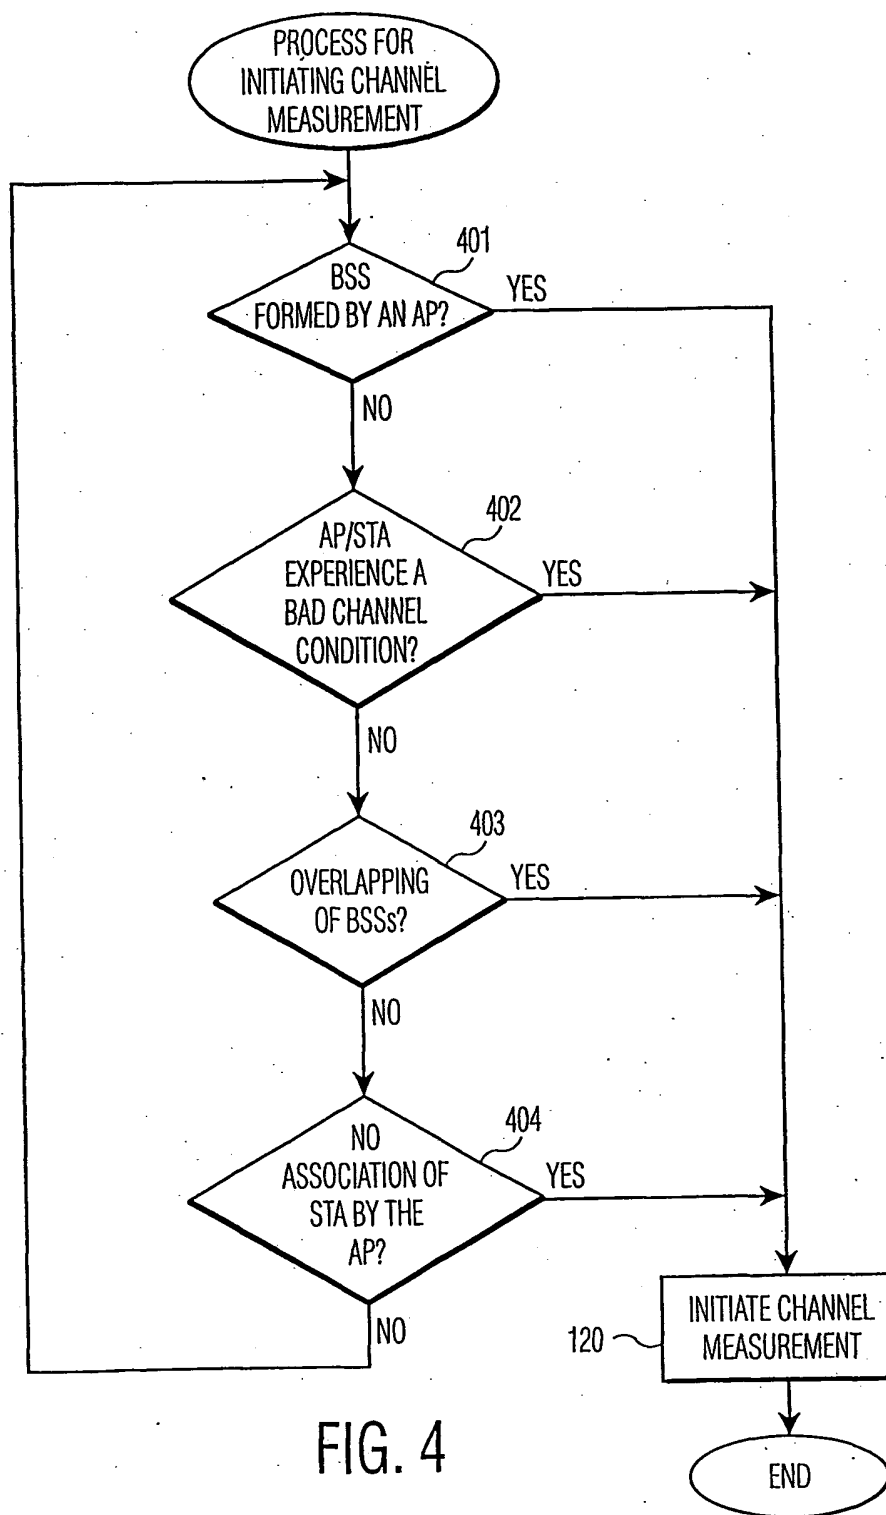 PROCESS FOR
INITIATING CHANNEL
MEASUREMENT
401
BSS
FORMED BY AN AP?
YES
NO
402
AP/STA
EXPERIENCE A
BAD CHANNEL
CONDITION?
YES
NO
403
OVERLAPPING
OF BSSs?
YES
NO
404
NO
ASSOCIATION OF
STA BY THE
AP?
YES
NO
120
INITIATE CHANNEL
MEASUREMENT
END
FIG. 4